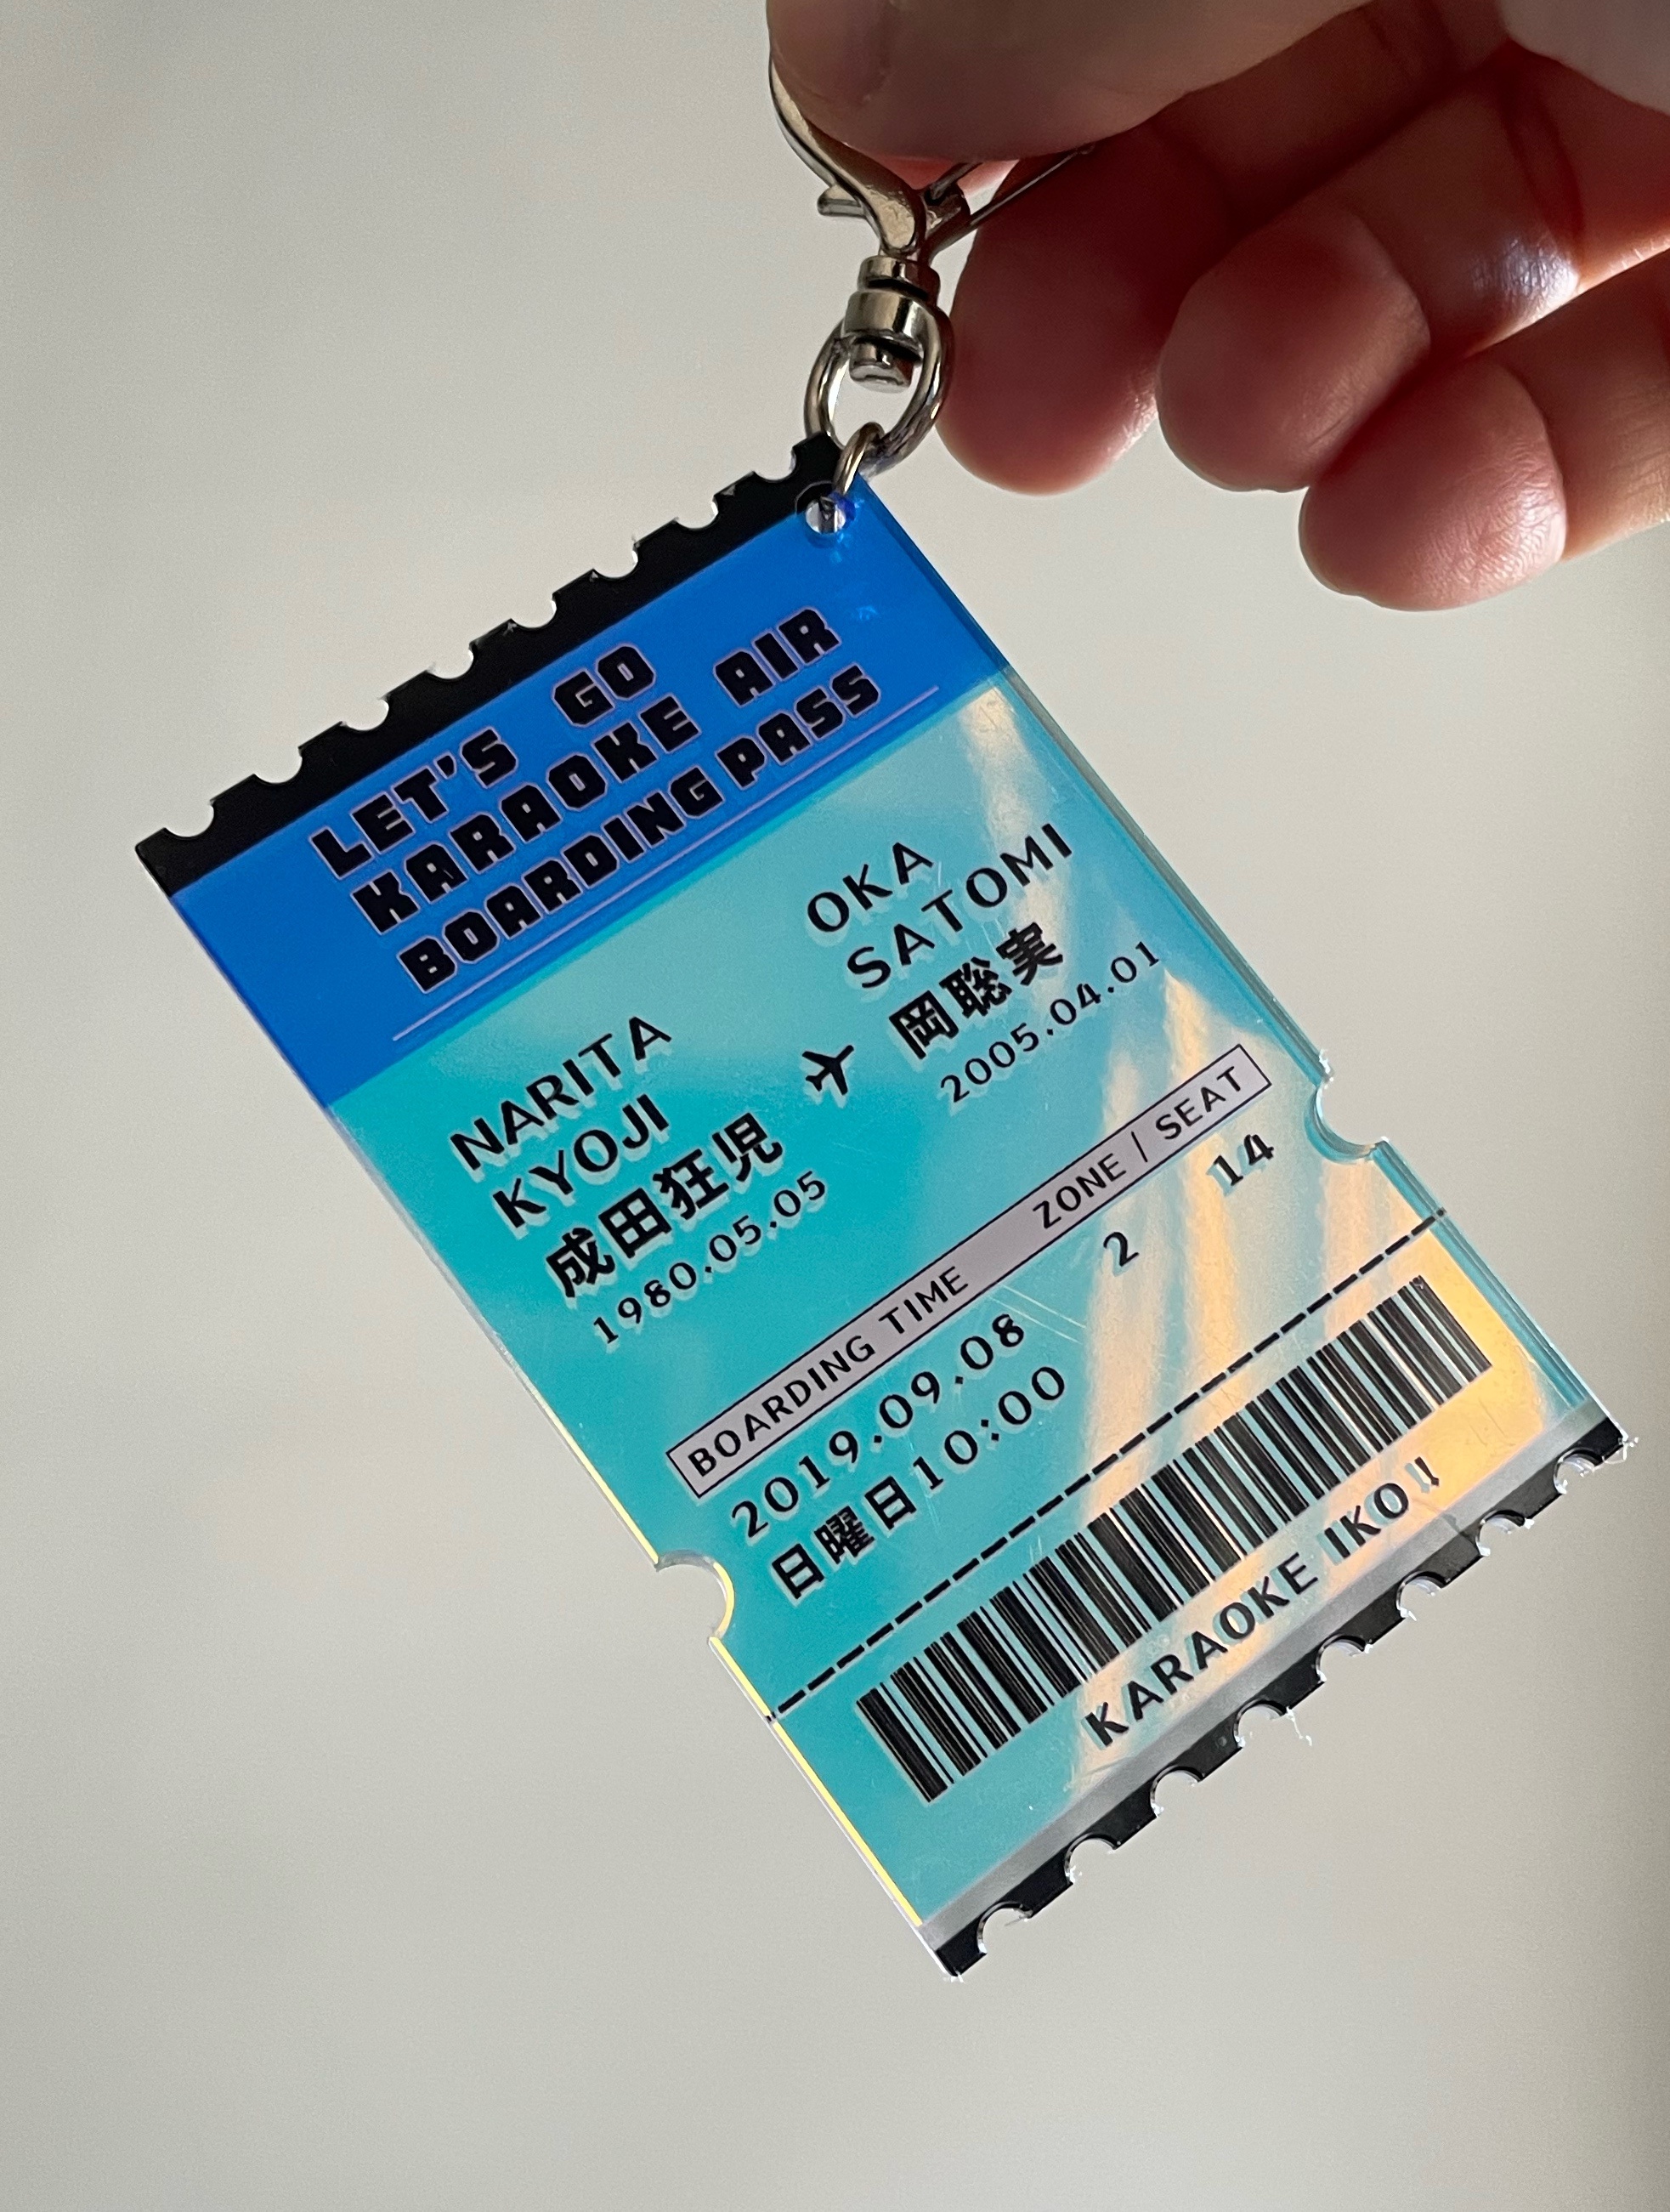 LET'S GO
KARAOKE AIR
BOARDING PASS
NARITA
KYOJI
成田狂児
1980.05.05
OKA
SATOMI
岡聡実
2005.04.01
BOARDING TIME ZONE / SEAT
2019.09.08 2 14
日曜日10:00
KARAOKE IKO!!